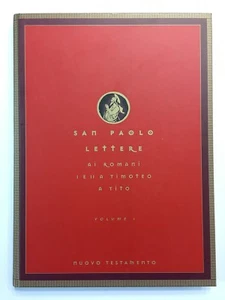 SAN PAOLO
LETTERE
AI ROMANI
I E II A TIMOTEO
A TITO
VOLUME I
NUOVO TESTAMENTO